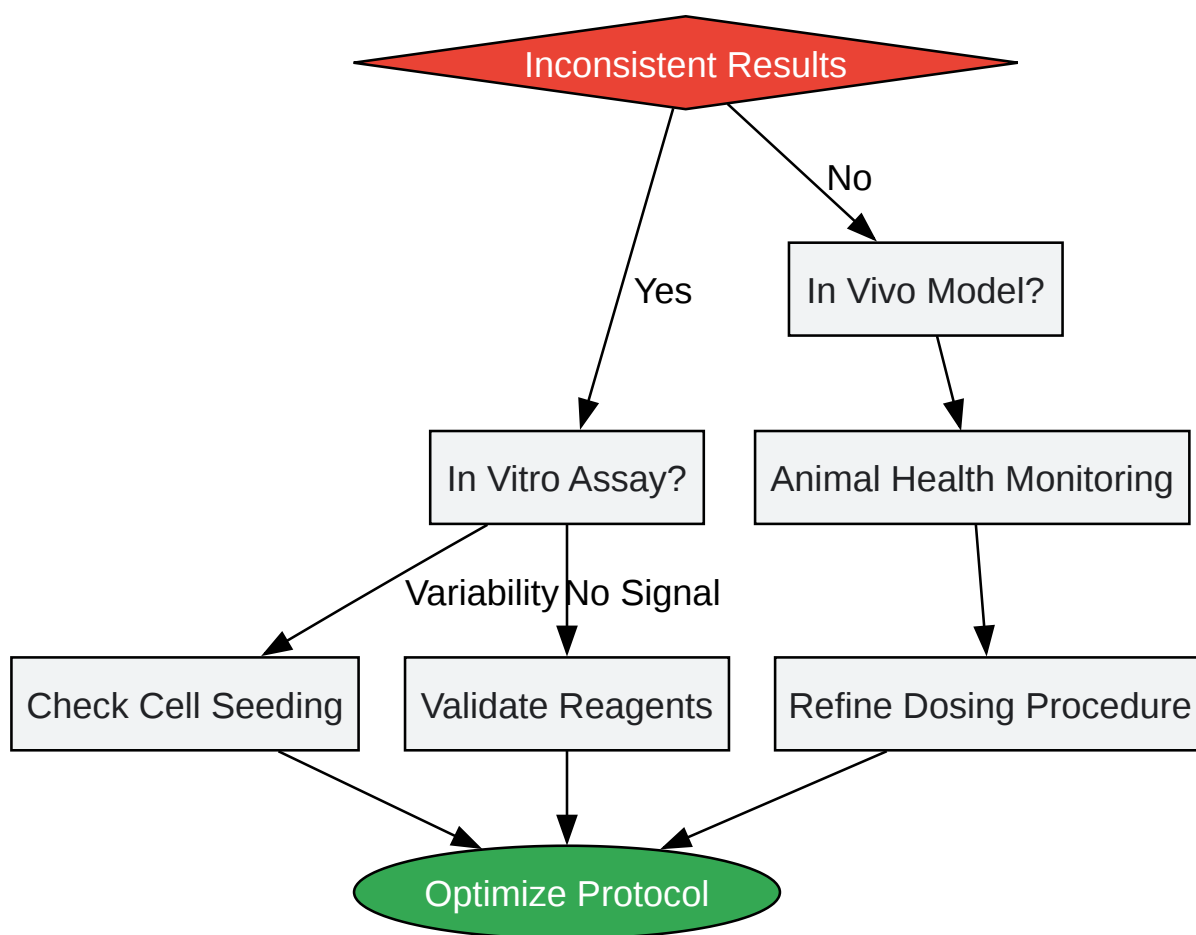 Inconsistent Results
No
Yes
In Vivo Model?
In Vitro Assay?
Animal Health Monitoring
Variability
No Signal
Check Cell Seeding
Validate Reagents
Refine Dosing Procedure
Optimize Protocol